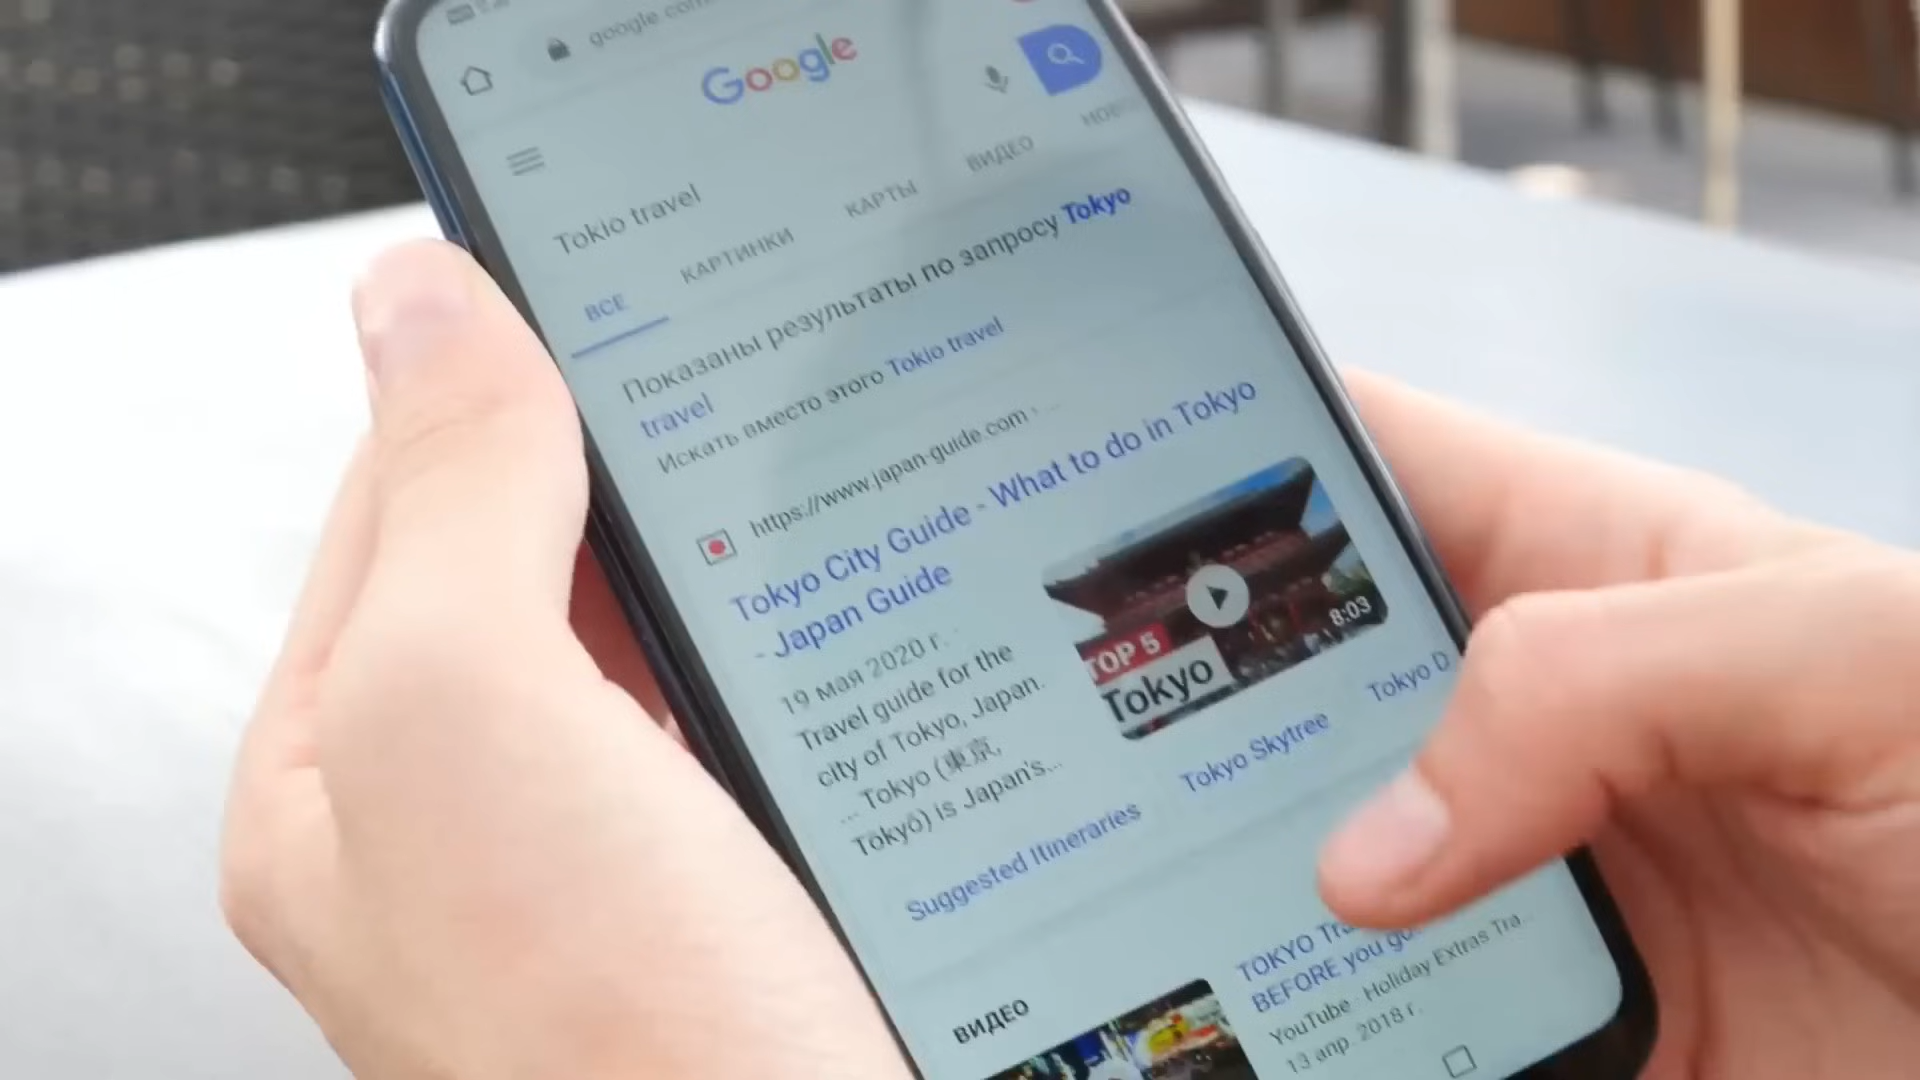 google.com
Google
Tokio travel
ВСЕ КАРТИНКИ КАРТЫ ВИДЕО
Показаны результаты по запросу Tokyo
travel
Искать вместо этого Tokio travel
https://www.japan-guide.com › ...
Tokyo City Guide - What to do in Tokyo
- Japan Guide
19 мая 2020 г. ·
Travel guide for the
city of Tokyo, Japan.
... Tokyo (東京,
Tōkyō) is Japan's...
TOP 5
Tokyo
8:03
Suggested Itineraries
Tokyo Skytree
Tokyo D
ВИДЕО
TOKYO
BEFORE you go
YouTube · Holiday Extras Tra...
13 апр. 2018 г.